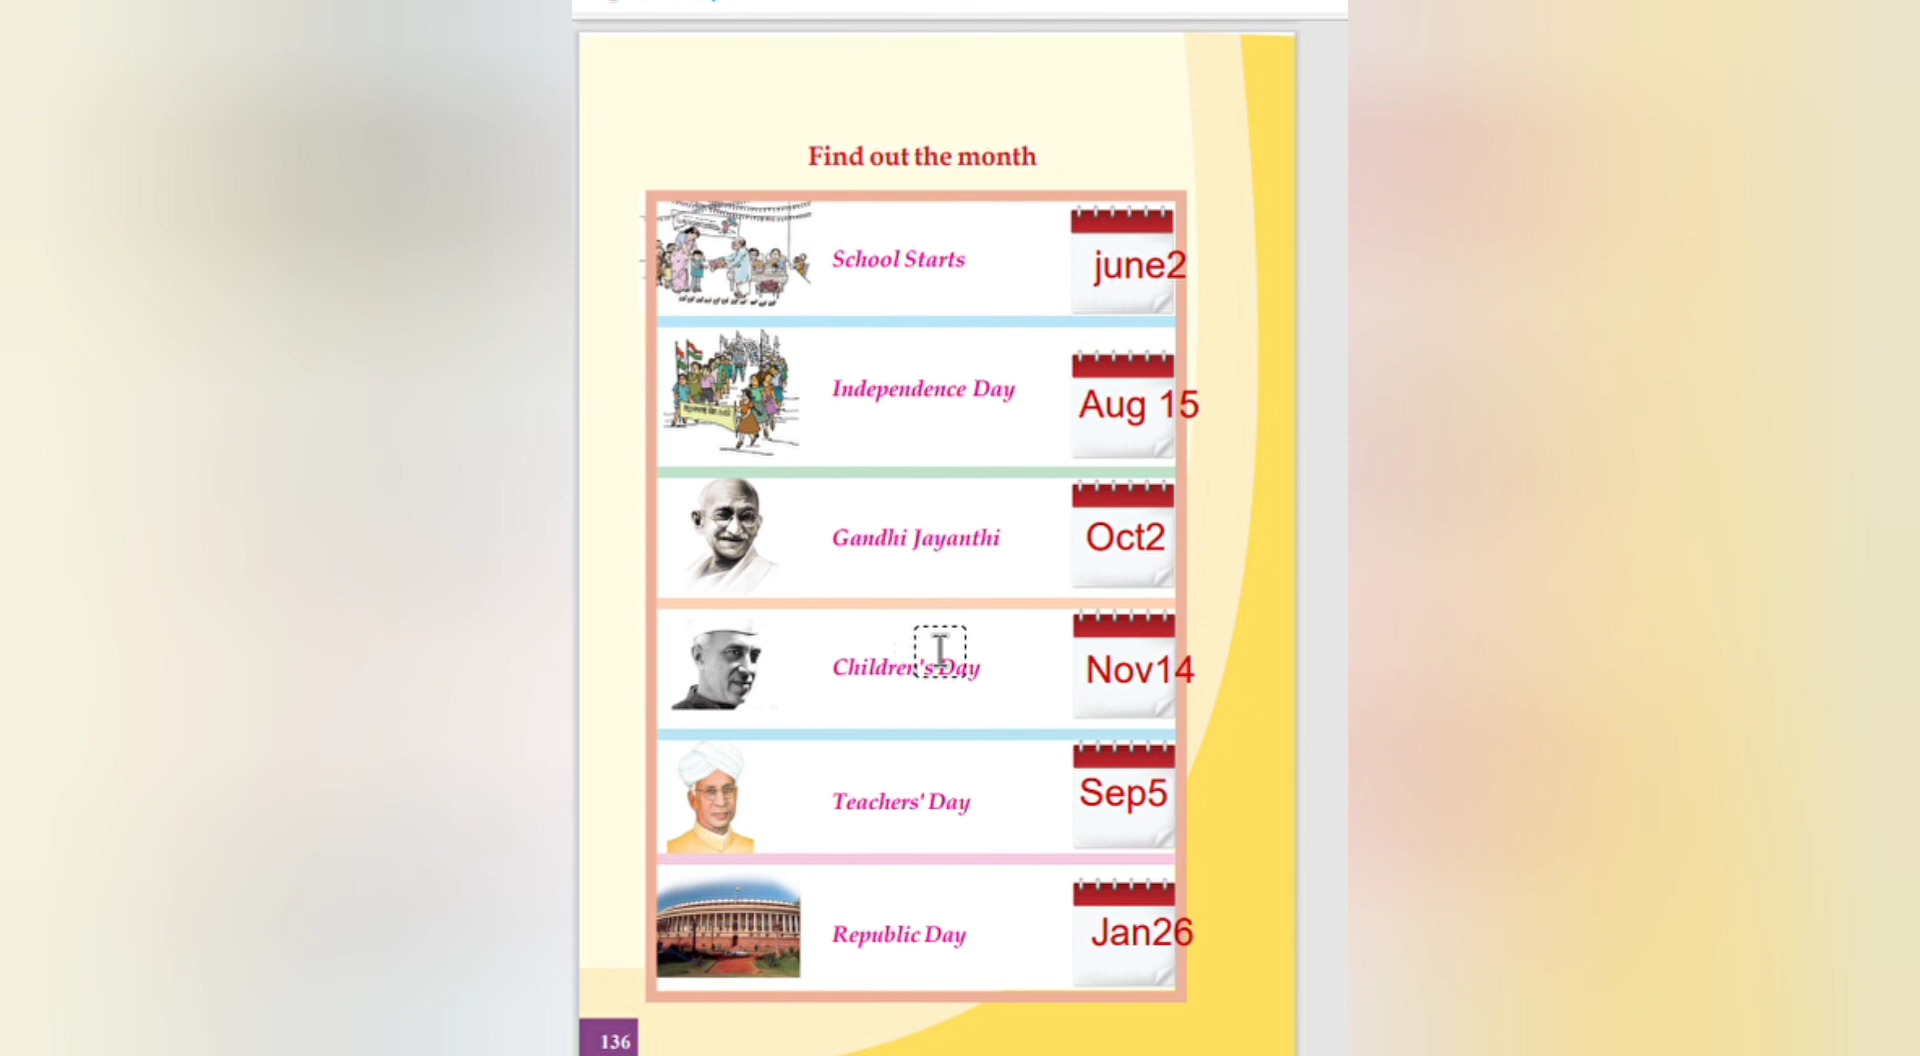 Find out the month
School Starts
june2
Independence Day
Aug 15
Gandhi Jayanthi
Oct2
Children's Day
Nov14
Teachers' Day
Sep5
Republic Day
Jan26
136